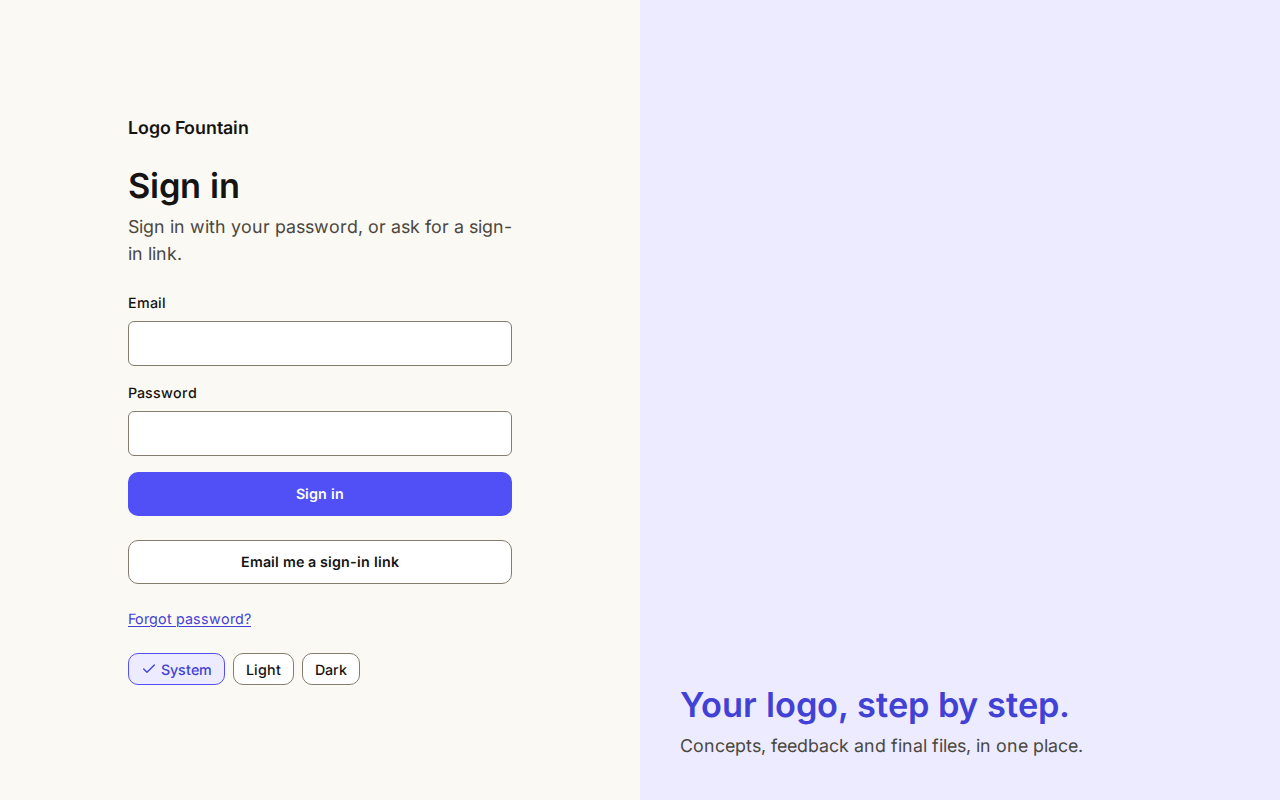 Logo Fountain
Sign in
Sign in with your password, or ask for a sign-
in link.
Email
Password
Sign in
Email me a sign-in link
Forgot password?
System
Light
Dark
Your logo, step by step.
Concepts, feedback and final files, in one place.